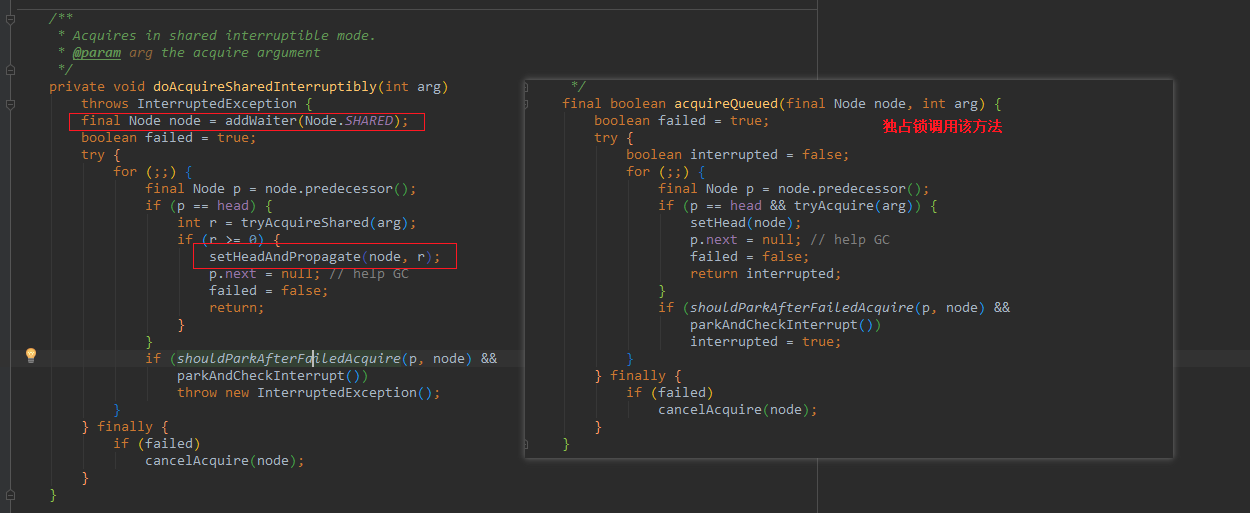 /**
* Acquires in shared interruptible mode.
* @param arg the acquire argument
*/
private void doAcquireSharedInterruptibly(int arg)
throws InterruptedException {
final Node node = addWaiter(Node.SHARED);
boolean failed = true;
try {
for (;;) {
final Node p = node.predecessor();
if (p == head) {
int r = tryAcquireShared(arg);
if (r >= 0) {
setHeadAndPropagate(node, r);
p.next = null; // help GC
failed = false;
return;
}
}
if (shouldParkAfterFailedAcquire(p, node) &&
parkAndCheckInterrupt())
throw new InterruptedException();
}
} finally {
if (failed)
cancelAcquire(node);
}
}
*/
final boolean acquireQueued(final Node node, int arg) {
boolean failed = true;
独占锁调用该方法
try {
boolean interrupted = false;
for (;;) {
final Node p = node.predecessor();
if (p == head && tryAcquire(arg)) {
setHead(node);
p.next = null; // help GC
failed = false;
return interrupted;
}
if (shouldParkAfterFailedAcquire(p, node) &&
parkAndCheckInterrupt())
interrupted = true;
}
} finally {
if (failed)
cancelAcquire(node);
}
}